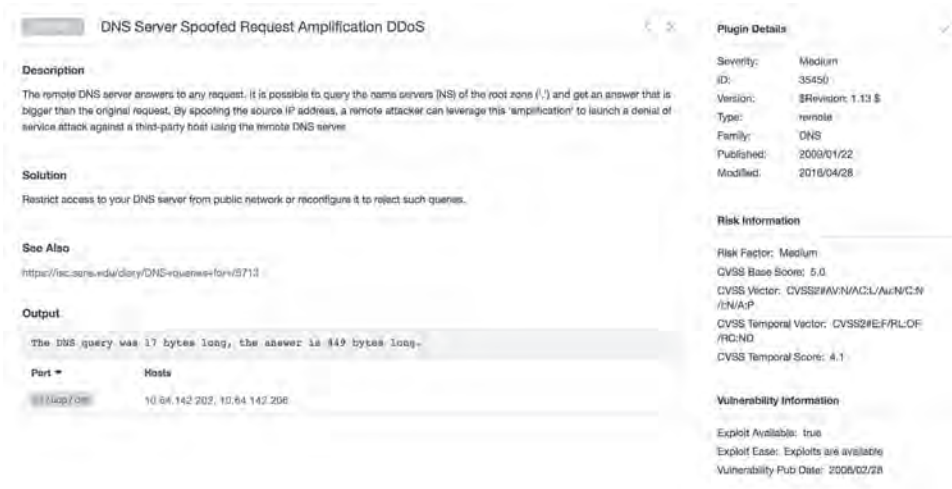 DNS Server Spoofed Request Amplification DDoS
Description
The remote DNS server answers to any request. It is possible to query the name servers (NS) of the root zone ('.') and get an answer that is
bigger than the original request. By spoofing the source IP address, a remote attacker can leverage this 'amplification' to launch a denial of
service attack against a third-party host using the remote DNS server.
Solution
Restrict access to your DNS server from public network or reconfigure it to reject such queries.
See Also
https://isc.sans.edu/diary/DNS+queries+for+/5713
Output
The DNS query was 17 bytes long, the answer is 449 bytes long.
Port Hosts
10.64.142.202, 10.64.142.206
Plugin Details
Severity: Medium
ID: 35450
Version: $Revision: 1.13 $
Type: remote
Family: DNS
Published: 2009/01/22
Modified: 2016/04/28
Risk Information
Risk Factor: Medium
CVSS Base Score: 5.0
CVSS Vector: CVSS2#AV:N/AC:L/Au:N/C:N
/I:N/A:P
CVSS Temporal Vector: CVSS2#E:F/RL:OF
/RC:ND
CVSS Temporal Score: 4.1
Vulnerability Information
Exploit Available: true
Exploit Ease: Exploits are available
Vulnerability Pub Date: 2006/02/28